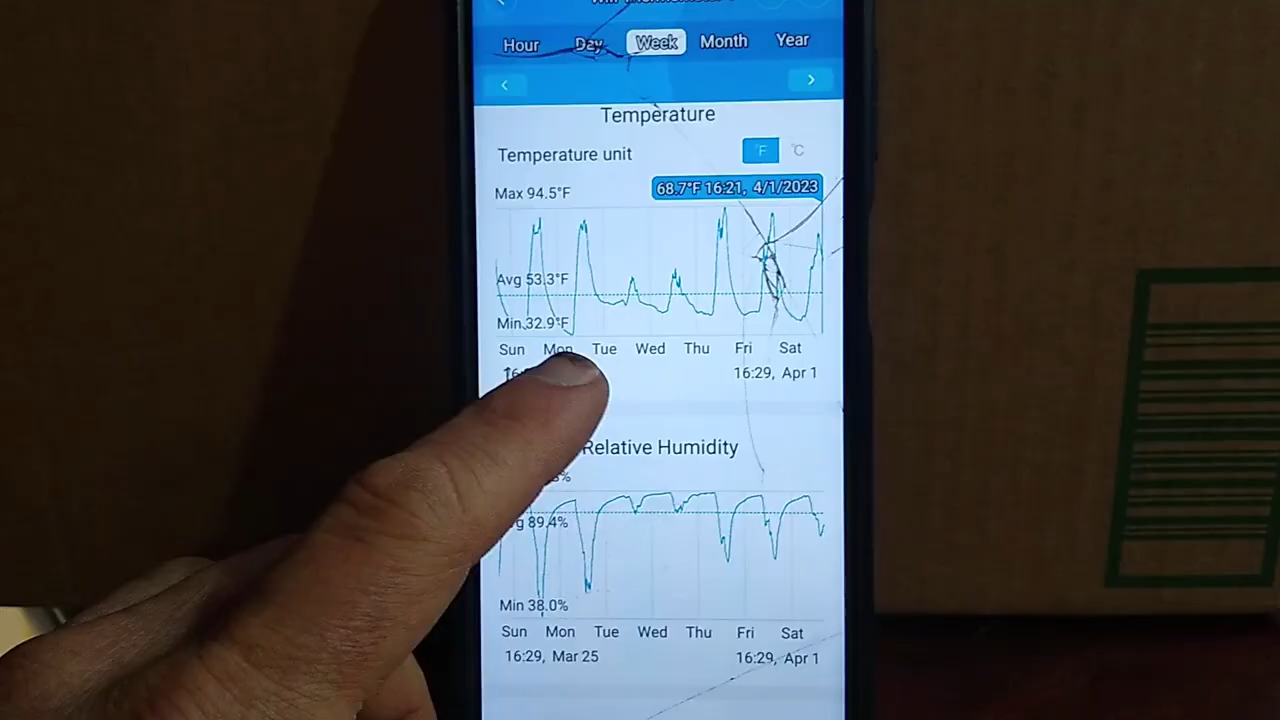 Hour Day Week Month Year
Temperature
Temperature unit °F °C
Max 94.5°F
68.7°F 16:21, 4/1/2023
Avg 53.3°F
Min 32.9°F
Sun Mon Tue Wed Thu Fri Sat
16:29, Apr 1
Relative Humidity
89.4%
Min 38.0%
Sun Mon Tue Wed Thu Fri Sat
16:29, Mar 25 16:29, Apr 1